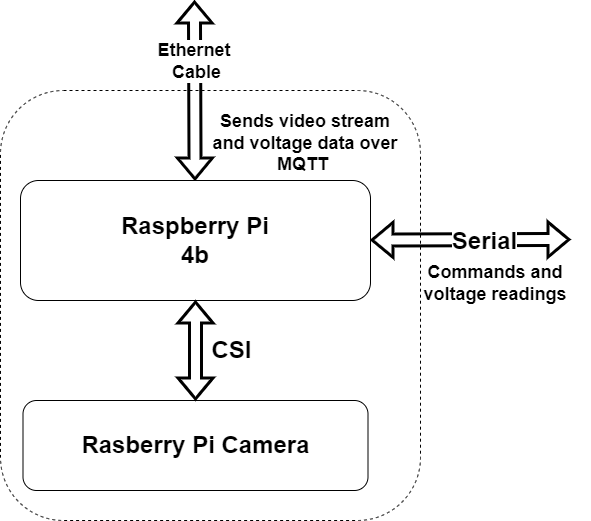 Ethernet
Cable
Sends video stream
and voltage data over
MQTT
Raspberry Pi
4b
Serial
Commands and
voltage readings
CSI
Rasberry Pi Camera